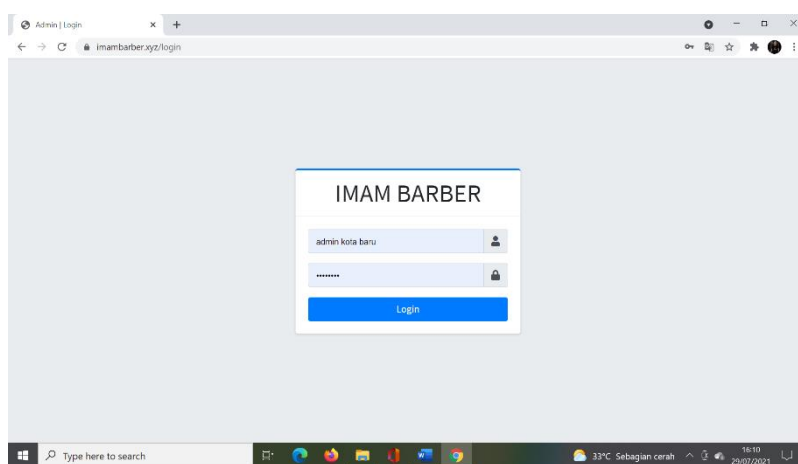 Admin | Login
imambarber.xyz/login
IMAM BARBER
admin kota baru
••••••••
Login
Type here to search
33°C Sebagian cerah
16:10
29/07/2021